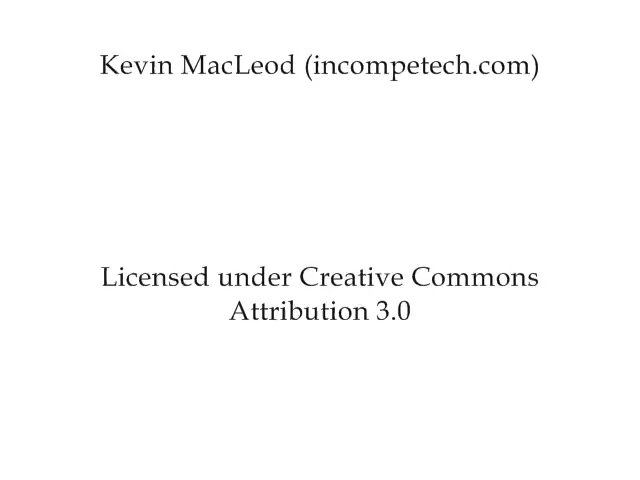 Kevin MacLeod (incompetech.com)
Licensed under Creative Commons
Attribution 3.0